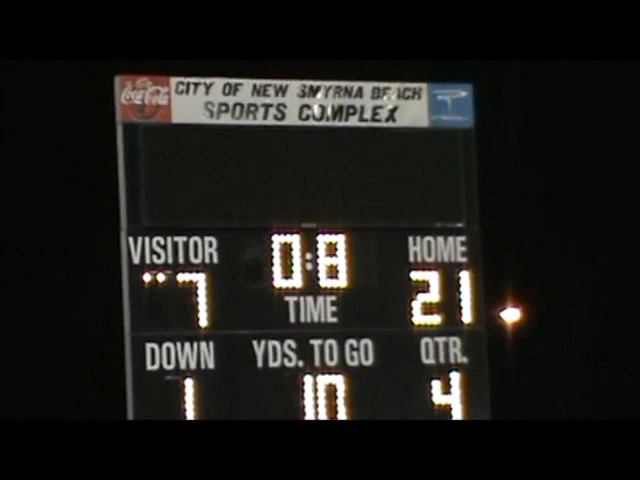 Coca-Cola
CITY OF NEW SMYRNA BEACH
SPORTS COMPLEX
VISITOR 0:8 HOME
7 TIME 21
DOWN YDS. TO GO QTR.
1 10 4